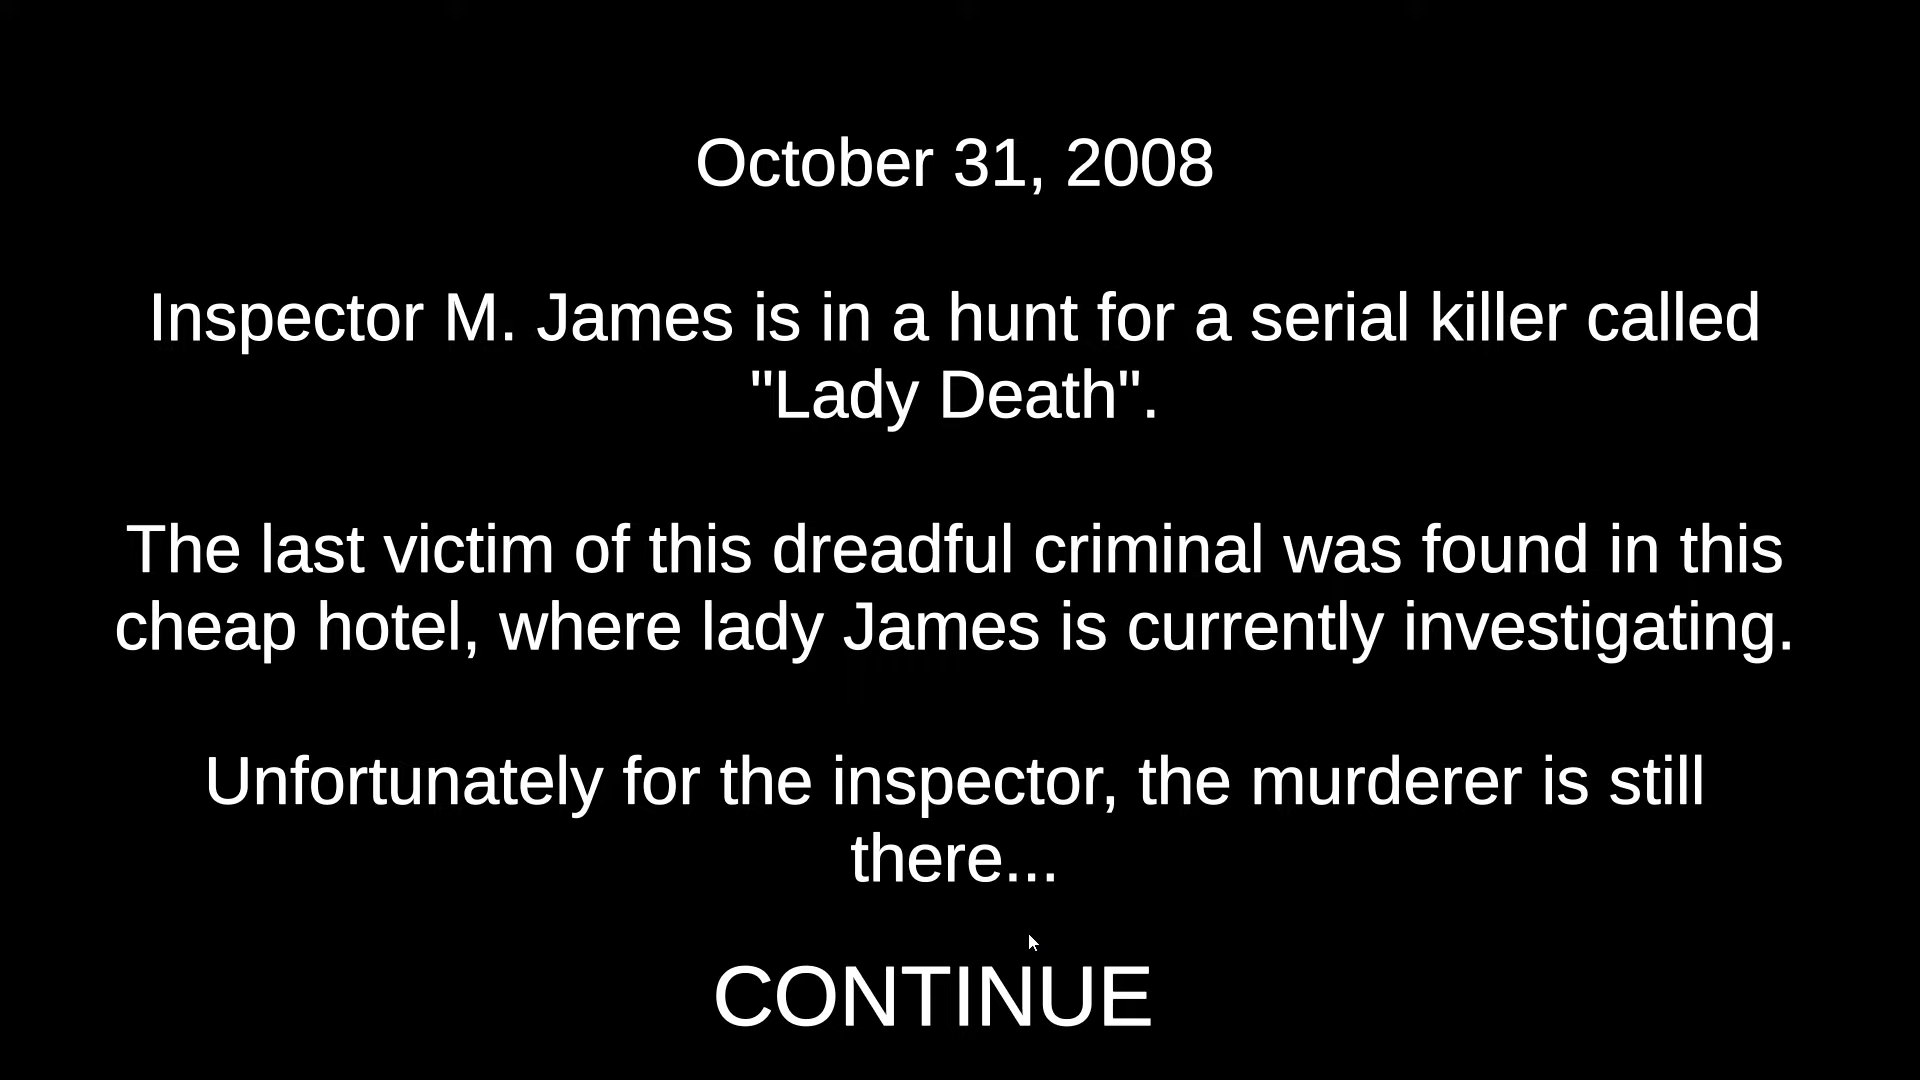 October 31, 2008
Inspector M. James is in a hunt for a serial killer called
"Lady Death".
The last victim of this dreadful criminal was found in this
cheap hotel, where lady James is currently investigating.
Unfortunately for the inspector, the murderer is still
there...
CONTINUE